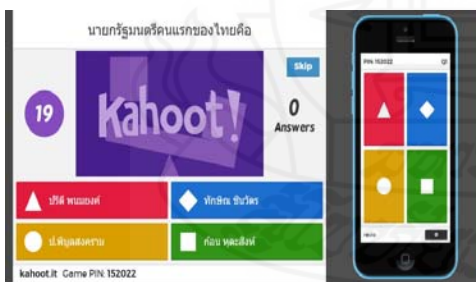 นายกรัฐมนตรีคนแรกของไทยคือ
Skip
19
Kahoot!
0
Answers
ปรีดี พนมยงค์
ทักษิณ ชินวัตร
ป.พิบูลสงคราม
ก่อน หุตะสิงห์
kahoot.it Game PIN: 152022
PIN: 152022